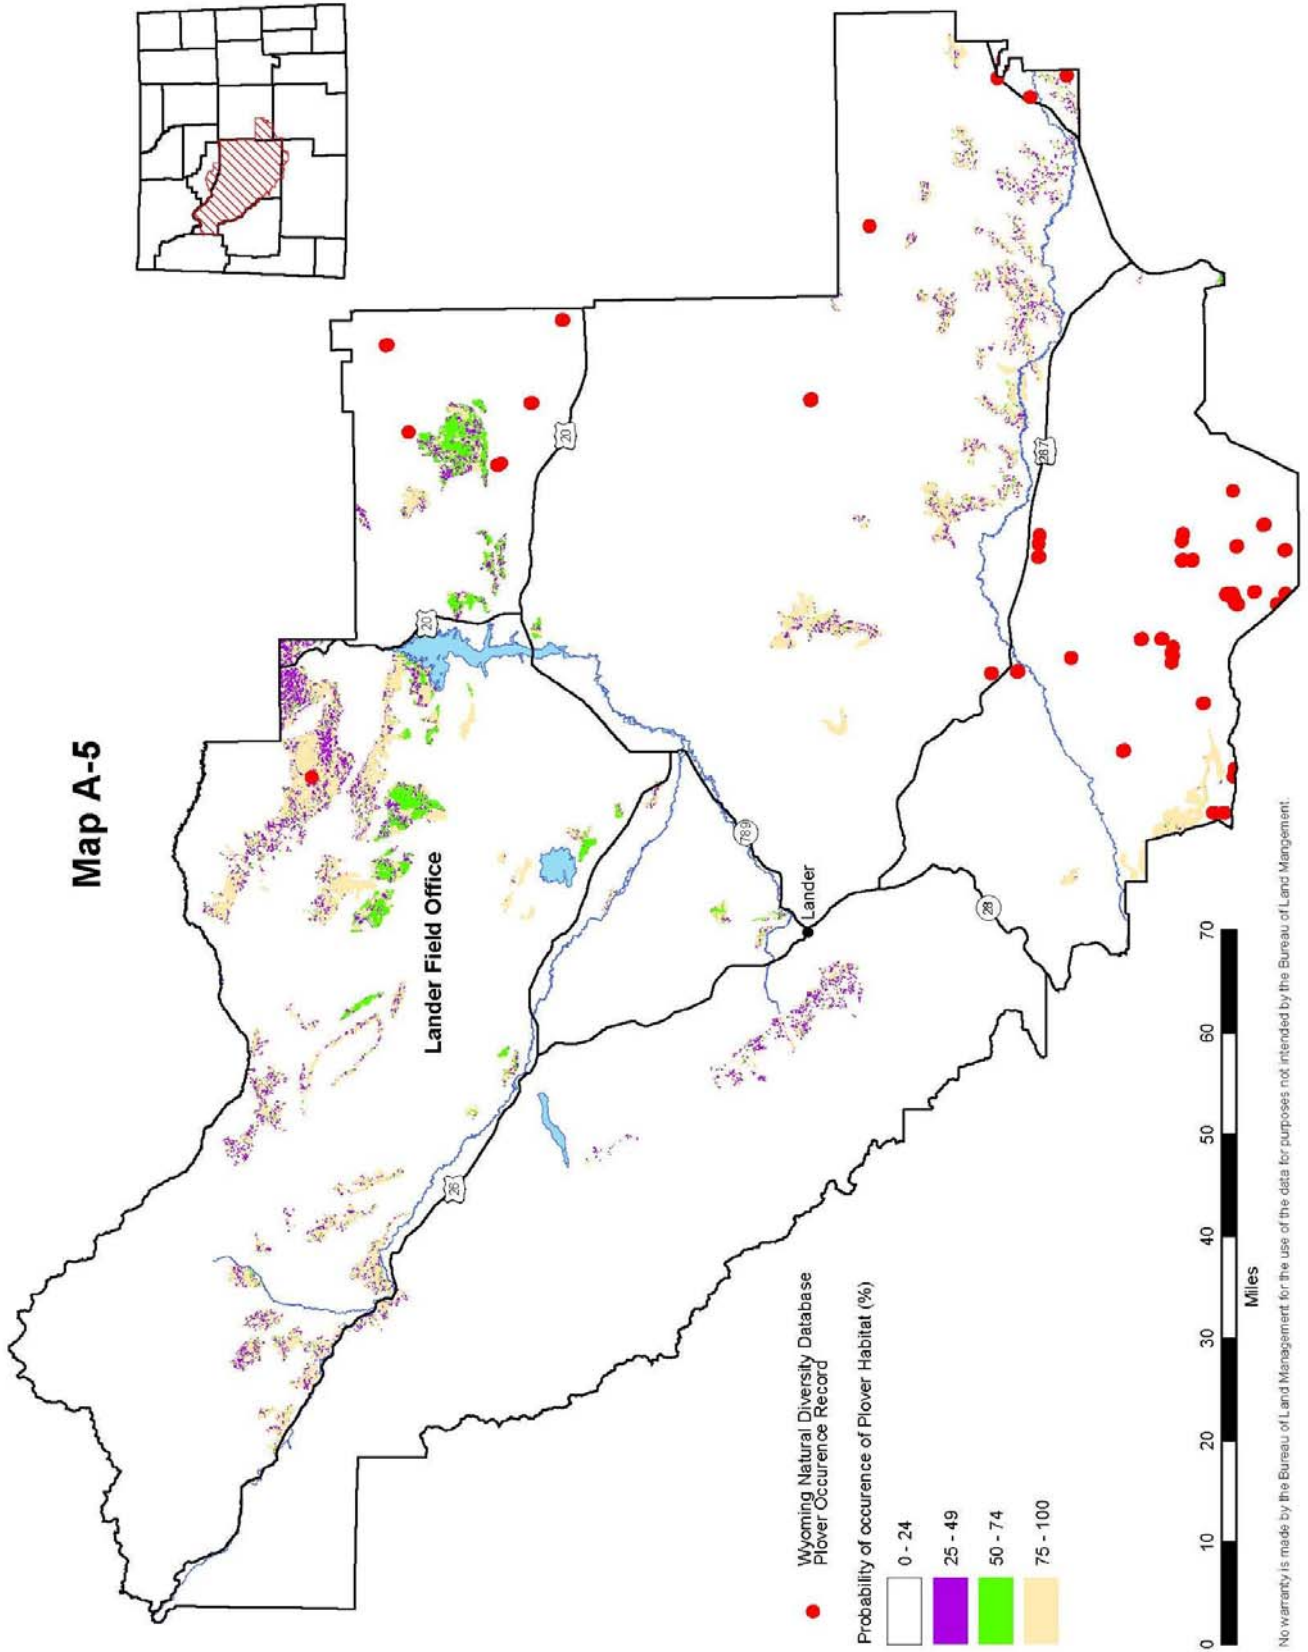 Map A-5
Lander Field Office
20
20
26
789
287
28
Lander
Wyoming Natural Diversity Database
Plover Occurence Record
Probability of occurence of Plover Habitat (%)
0 - 24
25 - 49
50 - 74
75 - 100
0 10 20 30 40 50 60 70
Miles
No warranty is made by the Bureau of Land Management for the use of the data for purposes not intended by the Bureau of Land Mangement.